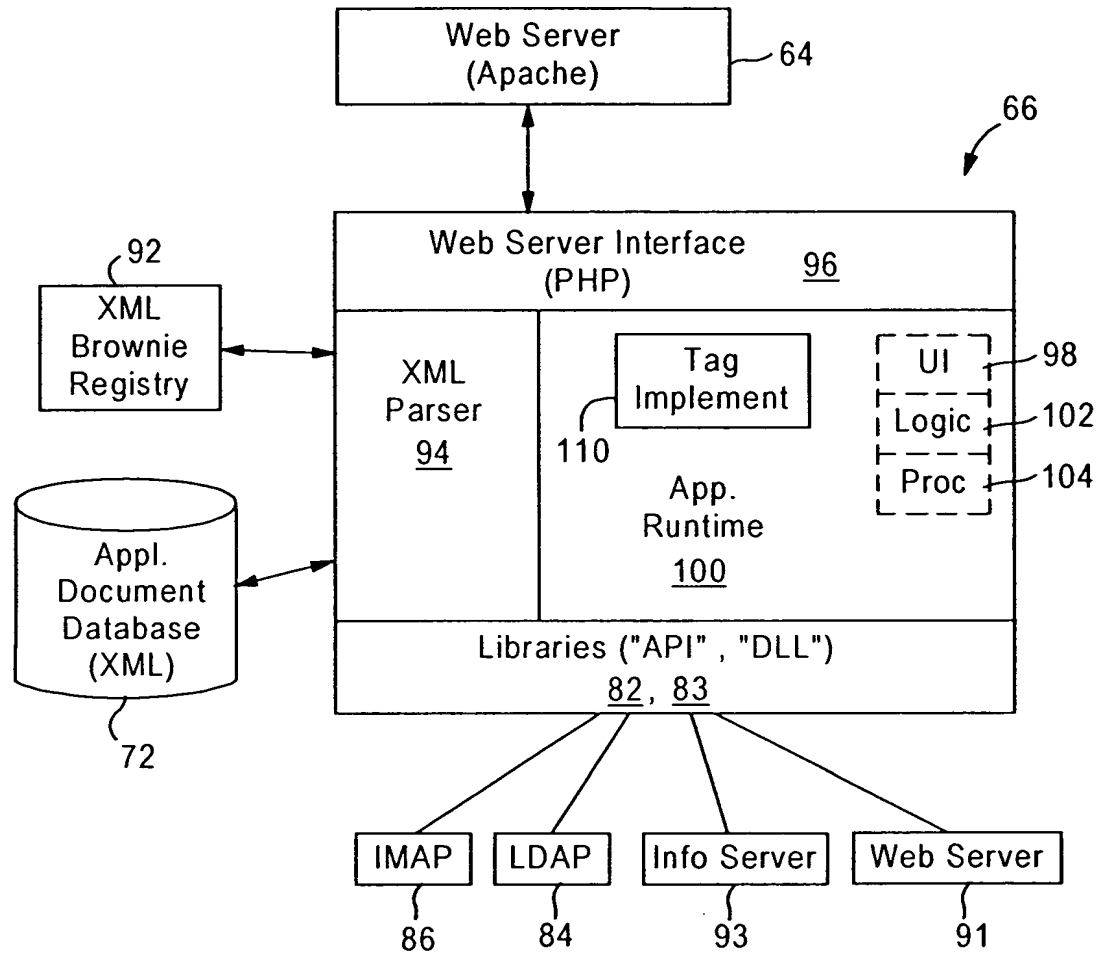 Web Server
(Apache)
64
66
Web Server Interface
(PHP)
96
92
XML
Brownie
Registry
XML
Parser
94
Tag
Implement
110
UI
98
Logic
102
Proc
104
App.
Runtime
100
Appl.
Document
Database
(XML)
72
Libraries ("API" , "DLL")
82, 83
IMAP
LDAP
Info Server
Web Server
86
84
93
91